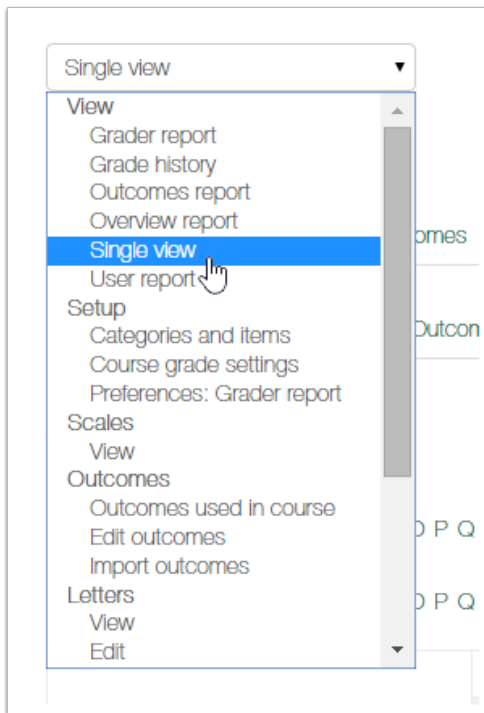 Single view
View
Grader report
Grade history
Outcomes report
Overview report
Single view
User report
Setup
Categories and items
Course grade settings
Preferences: Grader report
Scales
View
Outcomes
Outcomes used in course
Edit outcomes
Import outcomes
Letters
View
Edit
omes
Outcon
P Q
P Q